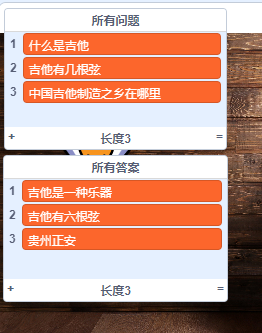 所有问题
1 什么是吉他
2 吉他有几根弦
3 中国吉他制造之乡在哪里
+ 长度3 =
所有答案
1 吉他是一种乐器
2 吉他有六根弦
3 贵州正安
+ 长度3 =